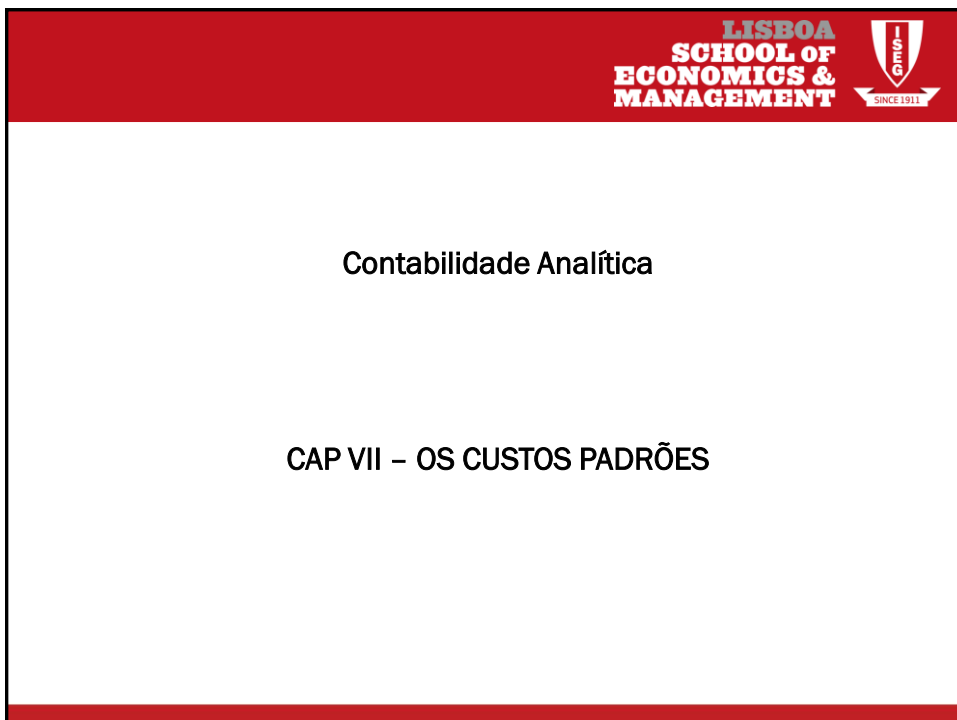 LISBOA
SCHOOL OF
ECONOMICS &
MANAGEMENT
ISEG
SINCE 1911
Contabilidade Analítica
CAP VII – OS CUSTOS PADRÕES